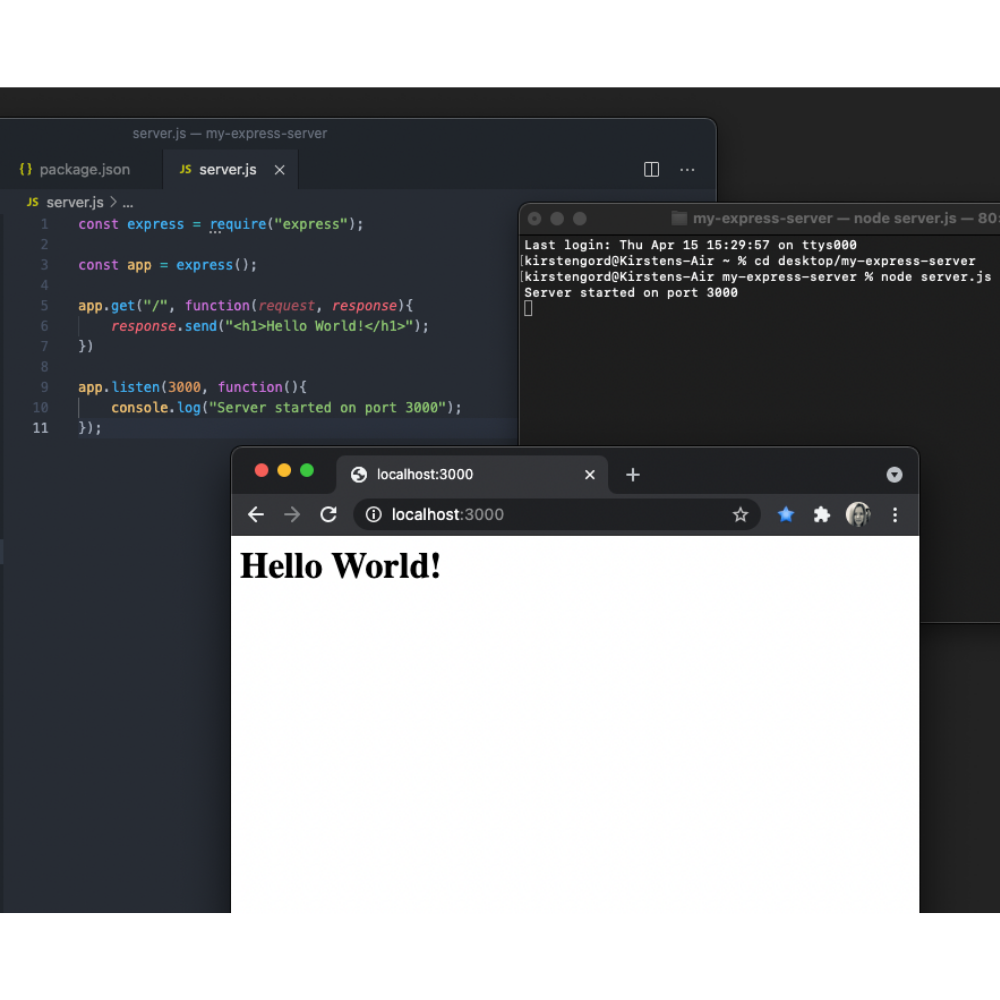 server.js — my-express-server
{} package.json
JS server.js
JS server.js > ...
1 const express = require("express");
2
3 const app = express();
4
5 app.get("/", function(request, response){
6 response.send("<h1>Hello World!</h1>");
7 })
8
9 app.listen(3000, function(){
10 console.log("Server started on port 3000");
11 });
my-express-server — node server.js — 80
Last login: Thu Apr 15 15:29:57 on ttys000
[kirstengord@Kirstens-Air ~ % cd desktop/my-express-server
[kirstengord@Kirstens-Air my-express-server % node server.js
Server started on port 3000
localhost:3000
localhost:3000
Hello World!